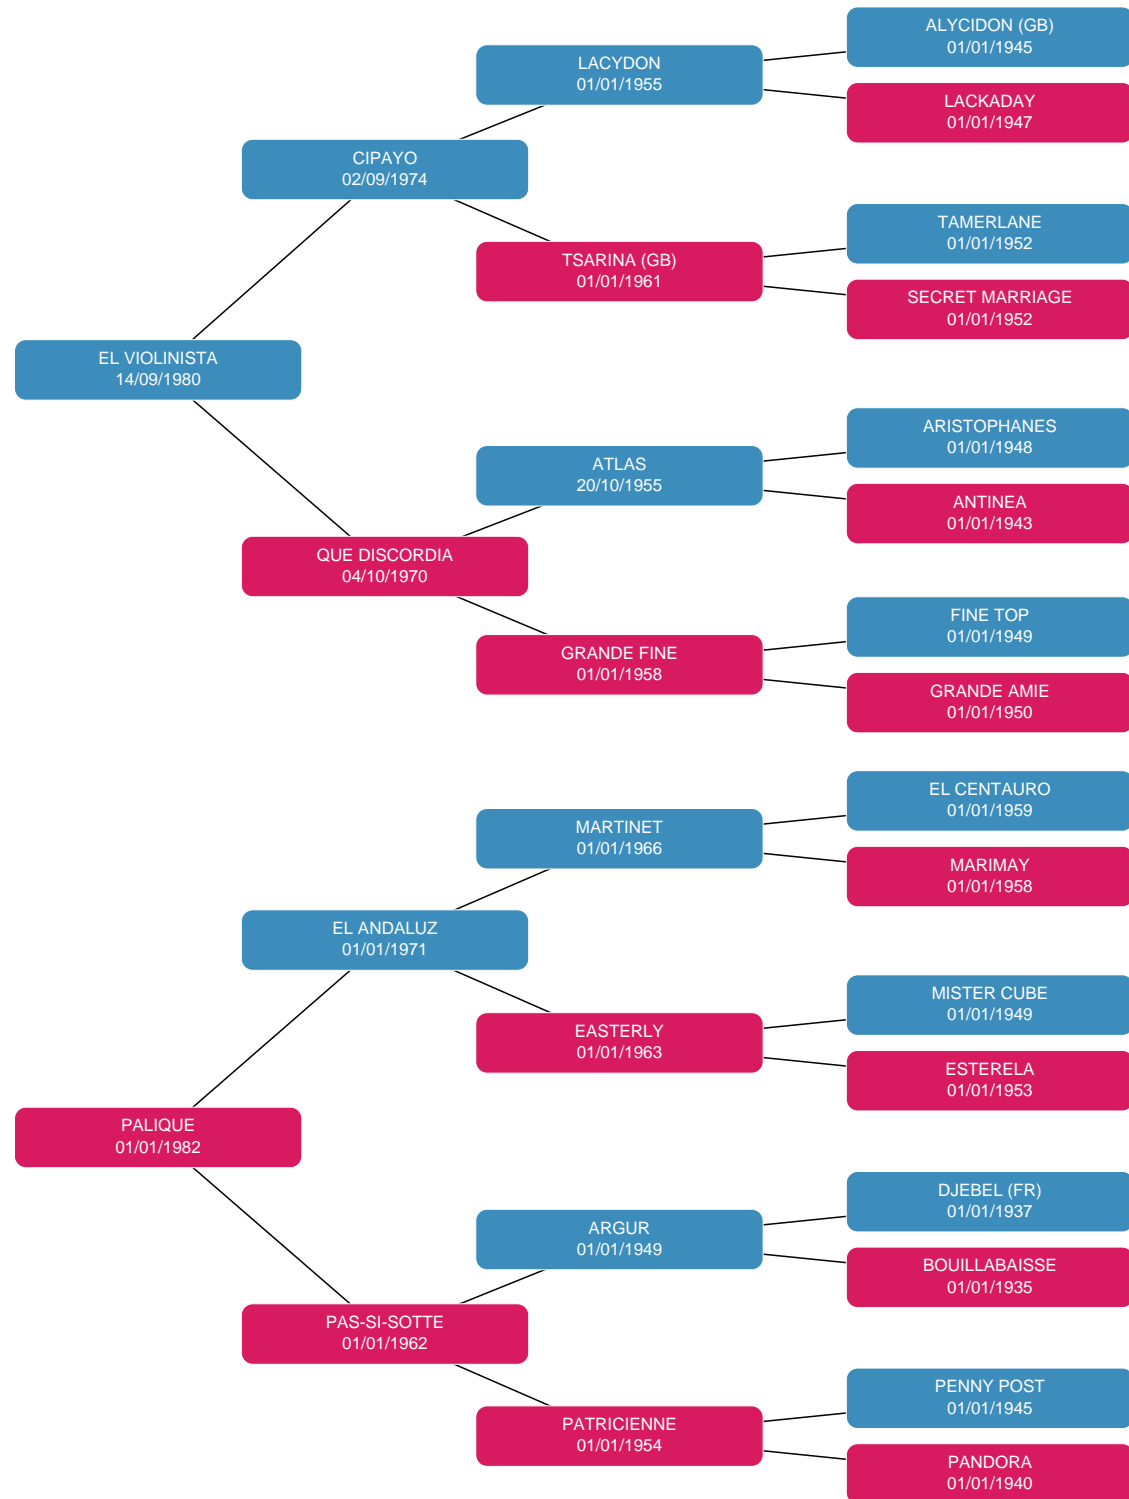 ALYCIDON (GB)
01/01/1945
LACYDON
01/01/1955
LACKADAY
01/01/1947
CIPAYO
02/09/1974
TAMERLANE
01/01/1952
TSARINA (GB)
01/01/1961
SECRET MARRIAGE
01/01/1952
EL VIOLINISTA
14/09/1980
ARISTOPHANES
01/01/1948
ATLAS
20/10/1955
ANTINEA
01/01/1943
QUE DISCORDIA
04/10/1970
FINE TOP
01/01/1949
GRANDE FINE
01/01/1958
GRANDE AMIE
01/01/1950
EL CENTAURO
01/01/1959
MARTINET
01/01/1966
MARIMAY
01/01/1958
EL ANDALUZ
01/01/1971
MISTER CUBE
01/01/1949
EASTERLY
01/01/1963
ESTERELA
01/01/1953
PALIQUE
01/01/1982
DJEBEL (FR)
01/01/1937
ARGUR
01/01/1949
BOUILLABAISSE
01/01/1935
PAS-SI-SOTTE
01/01/1962
PENNY POST
01/01/1945
PATRICIENNE
01/01/1954
PANDORA
01/01/1940